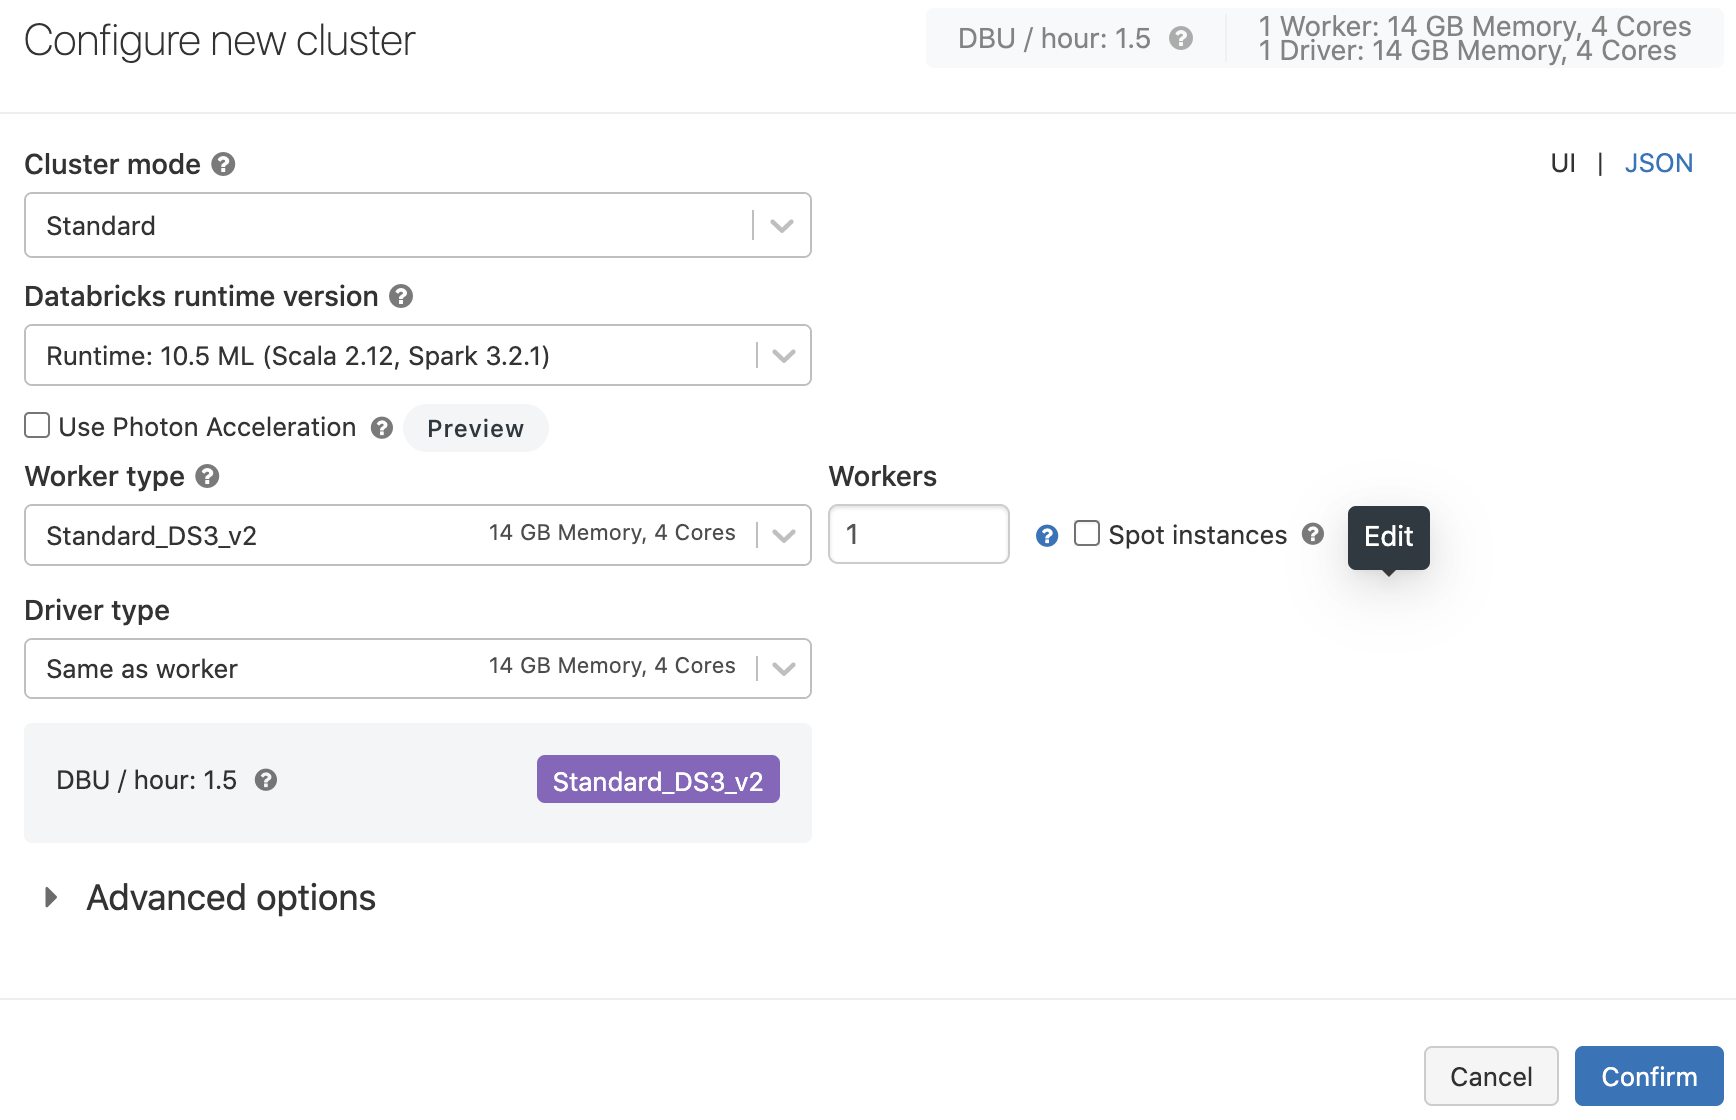 Configure new cluster
DBU / hour: 1.5 ?
1 Worker: 14 GB Memory, 4 Cores
1 Driver: 14 GB Memory, 4 Cores
Cluster mode ?
UI | JSON
Standard
Databricks runtime version ?
Runtime: 10.5 ML (Scala 2.12, Spark 3.2.1)
Use Photon Acceleration ? Preview
Worker type ?
Workers
Standard_DS3_v2 14 GB Memory, 4 Cores
1 ? Spot instances ? Edit
Driver type
Same as worker 14 GB Memory, 4 Cores
DBU / hour: 1.5 ? Standard_DS3_v2
Advanced options
Cancel Confirm